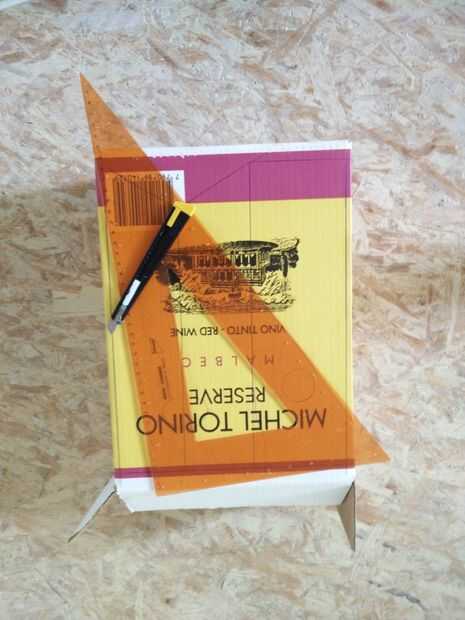 MICHEL TORINO
RESERVE
MALBEC
VINO TINTO - RED WINE